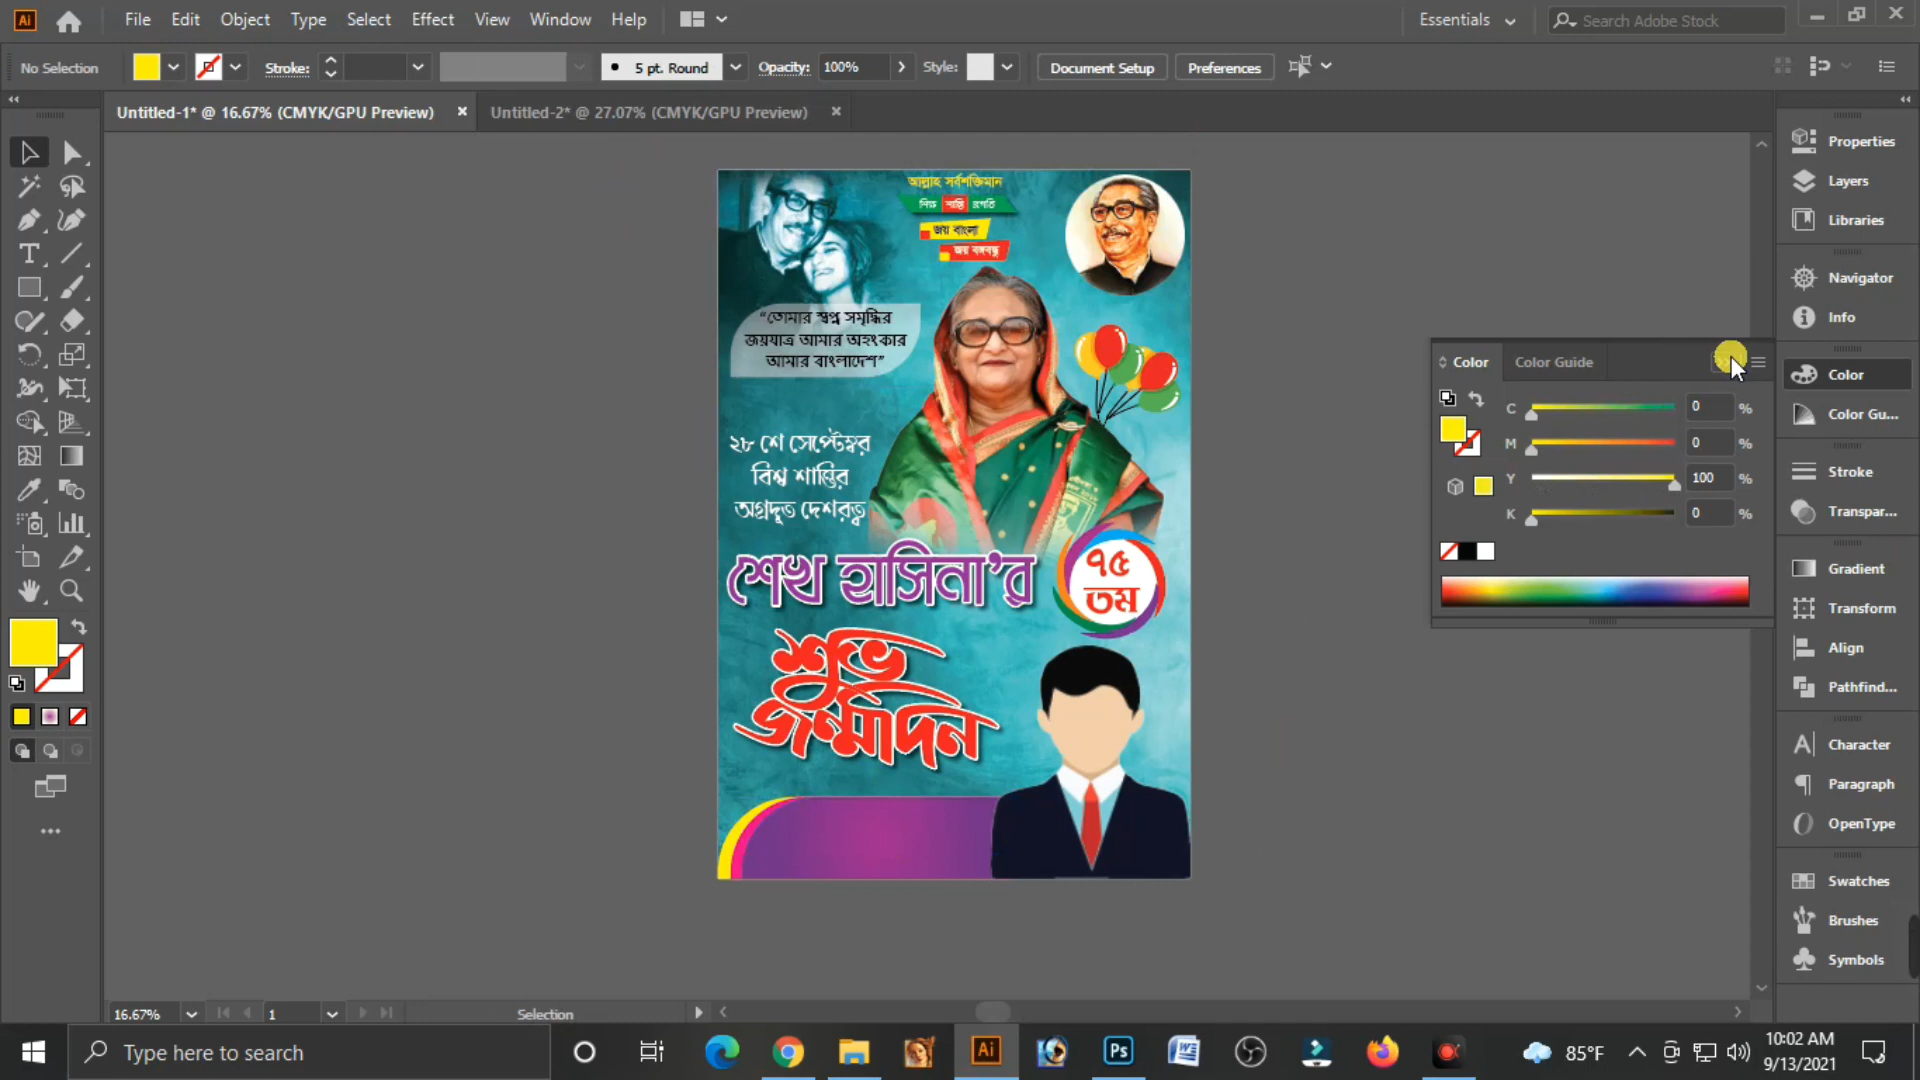 File Edit Object Type Select Effect View Window Help
Essentials
Search Adobe Stock
No Selection
Stroke:
5 pt. Round
Opacity: 100%
Style:
Document Setup
Preferences
Untitled-1* @ 16.67% (CMYK/GPU Preview)
Untitled-2* @ 27.07% (CMYK/GPU Preview)
আল্লাহ সর্বশক্তিমান
শিক্ষা শান্তি প্রগতি
জয় বাংলা
জয় বঙ্গবন্ধু
“তোমার স্বপ্ন সমৃদ্ধির
জয়যাত্র আমার অহংকার
আমার বাংলাদেশ”
২৮ শে সেপ্টেম্বর
বিশ্ব শান্তির
অগ্রদূত দেশরত্ন
শেখ হাসিনা’র
৭৫
তম
শুভ
জন্মদিন
Color
Color Guide
C 0 %
M 0 %
Y 100 %
K 0 %
Properties
Layers
Libraries
Navigator
Info
Color
Color Gu...
Stroke
Transpar...
Gradient
Transform
Align
Pathfind...
Character
Paragraph
OpenType
Swatches
Brushes
Symbols
16.67%
1
Selection
Type here to search
85°F
10:02 AM
9/13/2021